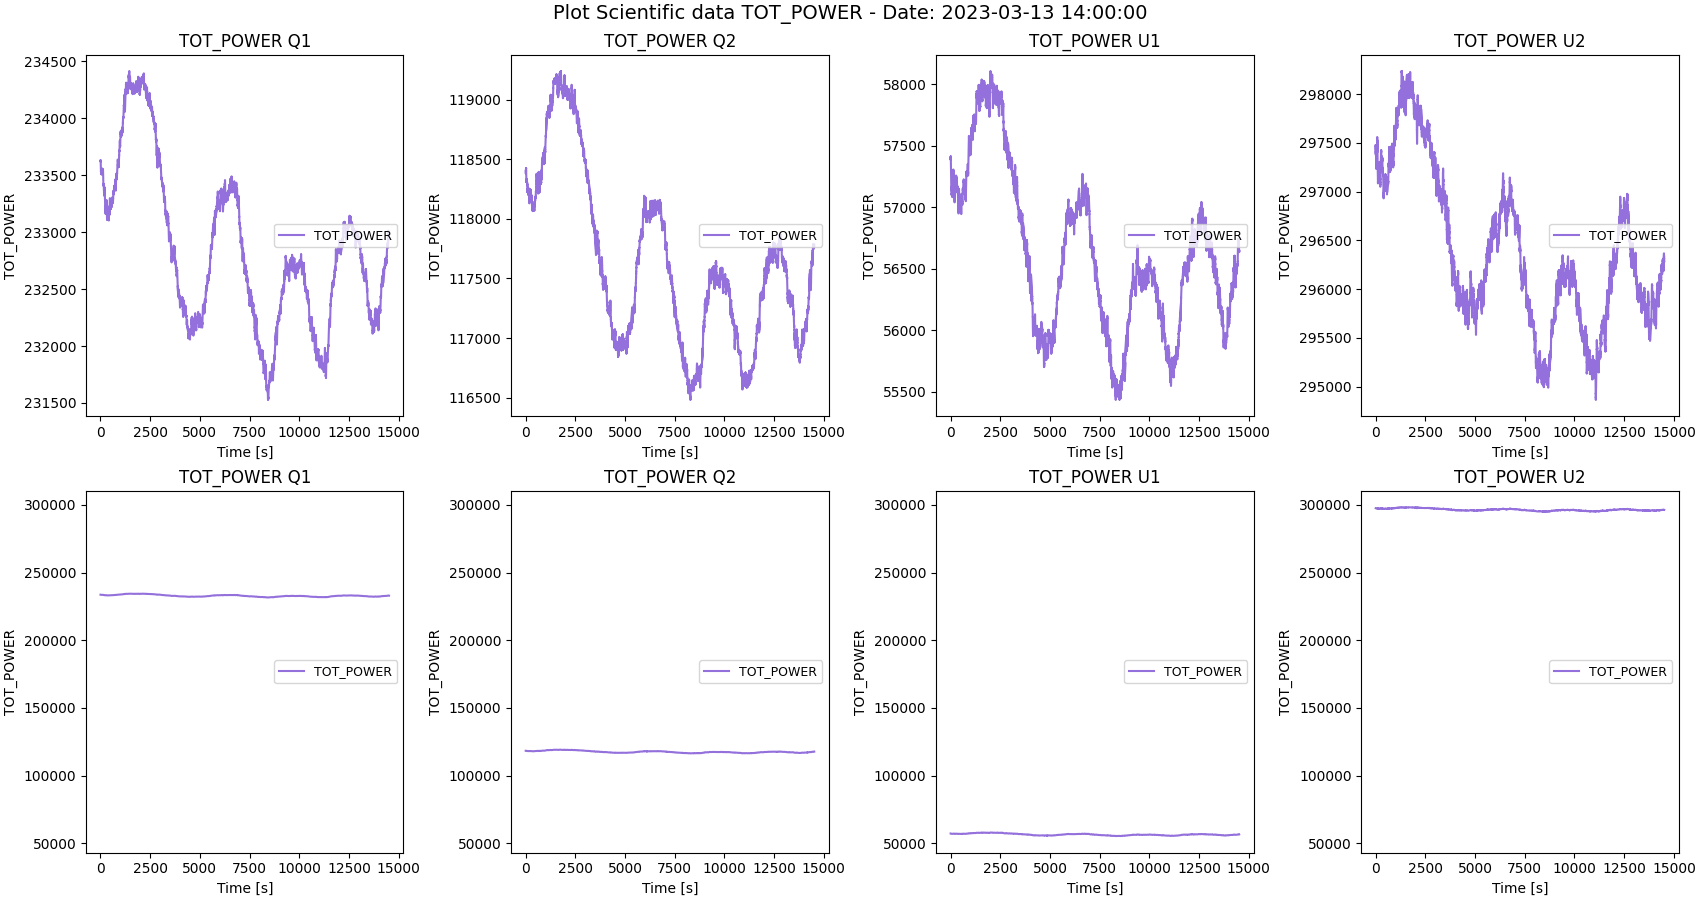 Plot Scientific data TOT_POWER - Date: 2023-03-13 14:00:00
TOT_POWER Q1
TOT_POWER
234500
234000
233500
233000
232500
232000
231500
TOT_POWER
0 2500 5000 7500 10000 12500 15000
Time [s]
TOT_POWER Q2
TOT_POWER
119000
118500
118000
117500
117000
116500
TOT_POWER
0 2500 5000 7500 10000 12500 15000
Time [s]
TOT_POWER U1
TOT_POWER
58000
57500
57000
56500
56000
55500
TOT_POWER
0 2500 5000 7500 10000 12500 15000
Time [s]
TOT_POWER U2
TOT_POWER
298000
297500
297000
296500
296000
295500
295000
TOT_POWER
0 2500 5000 7500 10000 12500 15000
Time [s]
TOT_POWER Q1
TOT_POWER
300000
250000
200000
150000
100000
50000
TOT_POWER
0 2500 5000 7500 10000 12500 15000
Time [s]
TOT_POWER Q2
TOT_POWER
300000
250000
200000
150000
100000
50000
TOT_POWER
0 2500 5000 7500 10000 12500 15000
Time [s]
TOT_POWER U1
TOT_POWER
300000
250000
200000
150000
100000
50000
TOT_POWER
0 2500 5000 7500 10000 12500 15000
Time [s]
TOT_POWER U2
TOT_POWER
300000
250000
200000
150000
100000
50000
TOT_POWER
0 2500 5000 7500 10000 12500 15000
Time [s]